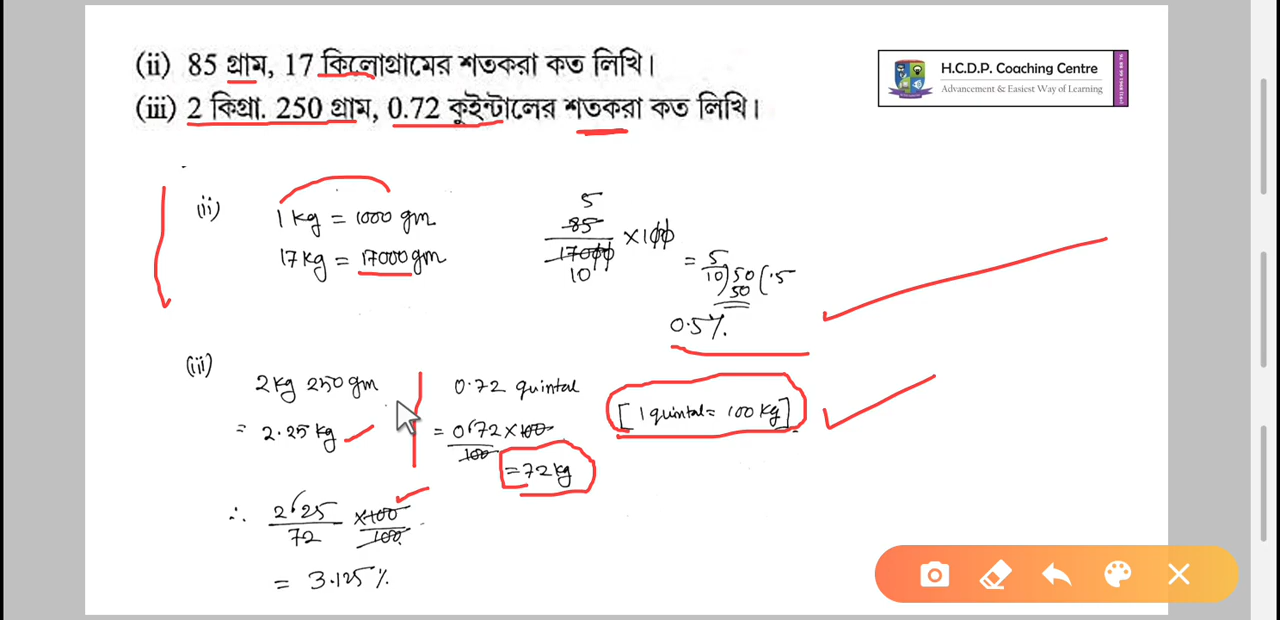 (ii) 85 গ্রাম, 17 কিলোগ্রামের শতকরা কত লিখি।
(iii) 2 কিগ্রা. 250 গ্রাম, 0.72 কুইন্টালের শতকরা কত লিখি।
H.C.D.P. Coaching Centre
Advancement & Easiest Way of Learning
(ii)
1 kg = 1000 gm
17 kg = 17000 gm
5
85
17000 × 100
10
= 5
10) 50 ( .5
50
0.5%
(iii)
2 kg 250 gm
= 2.25 kg
0.72 quintal
= 0.72 × 100
100
= 72 kg
[1 quintal = 100 kg]
∴ 2.25 × 100
72 100
= 3.125 %